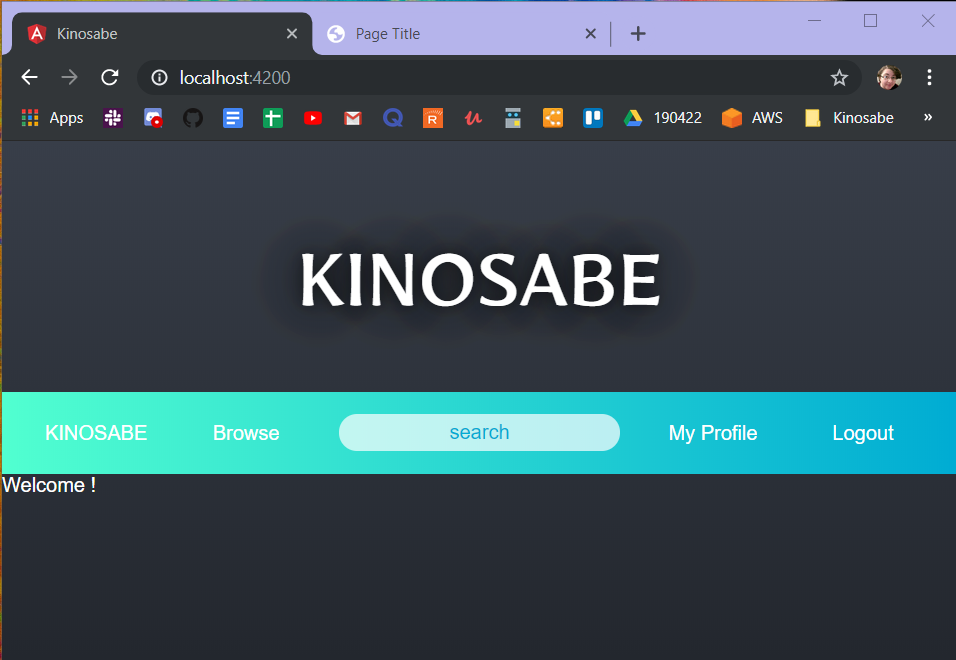 Kinosabe
Page Title
localhost:4200
Apps 190422 AWS Kinosabe »
KINOSABE
KINOSABE Browse search My Profile Logout
Welcome !